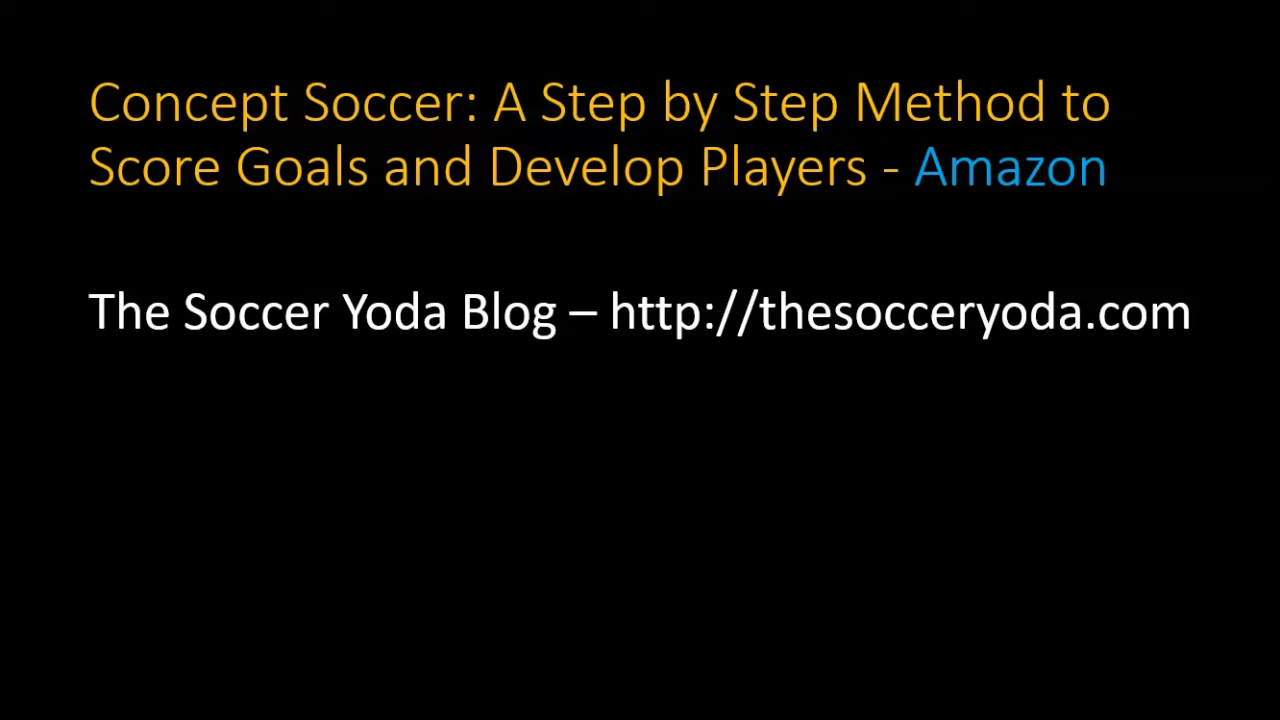 Concept Soccer: A Step by Step Method to
Score Goals and Develop Players - Amazon
The Soccer Yoda Blog – http://thesocceryoda.com